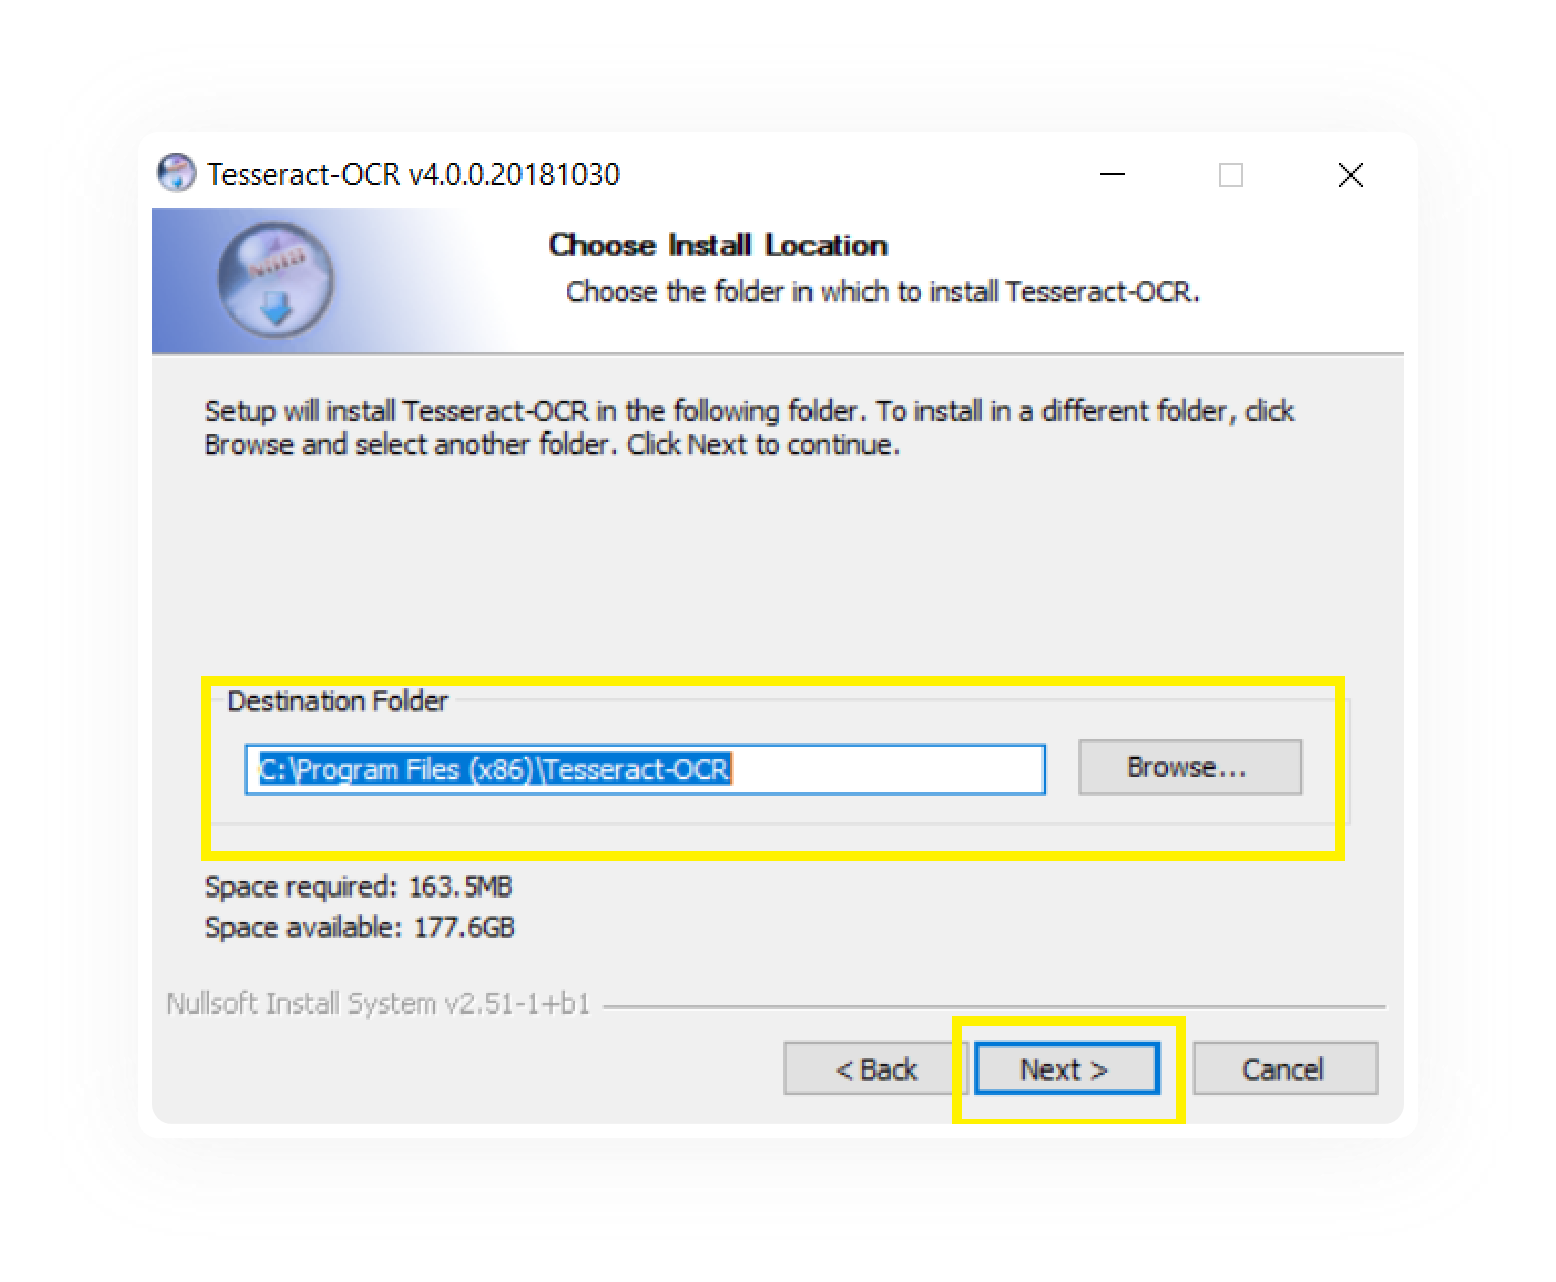 Tesseract-OCR v4.0.0.20181030
Choose Install Location
Choose the folder in which to install Tesseract-OCR.
Setup will install Tesseract-OCR in the following folder. To install in a different folder, click
Browse and select another folder. Click Next to continue.
Destination Folder
C:\Program Files (x86)\Tesseract-OCR
Browse...
Space required: 163.5MB
Space available: 177.6GB
Nullsoft Install System v2.51-1+b1
< Back
Next >
Cancel